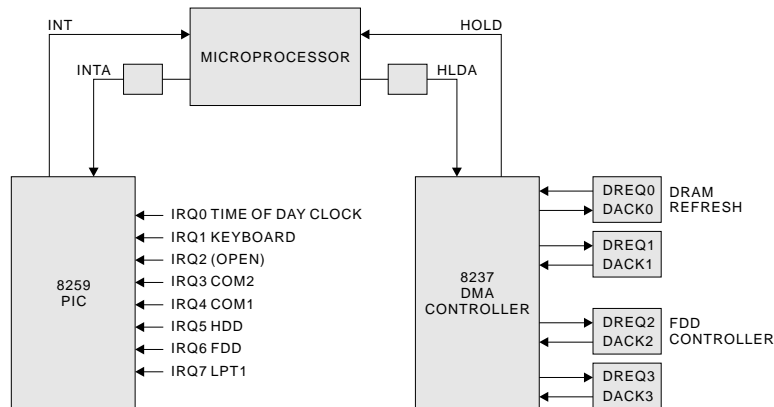 INT
HOLD
MICROPROCESSOR
INTA
HLDA
8259
PIC
IRQ0 TIME OF DAY CLOCK
IRQ1 KEYBOARD
IRQ2 (OPEN)
IRQ3 COM2
IRQ4 COM1
IRQ5 HDD
IRQ6 FDD
IRQ7 LPT1
8237
DMA
CONTROLLER
DREQ0
DACK0
DRAM
REFRESH
DREQ1
DACK1
DREQ2
DACK2
FDD
CONTROLLER
DREQ3
DACK3